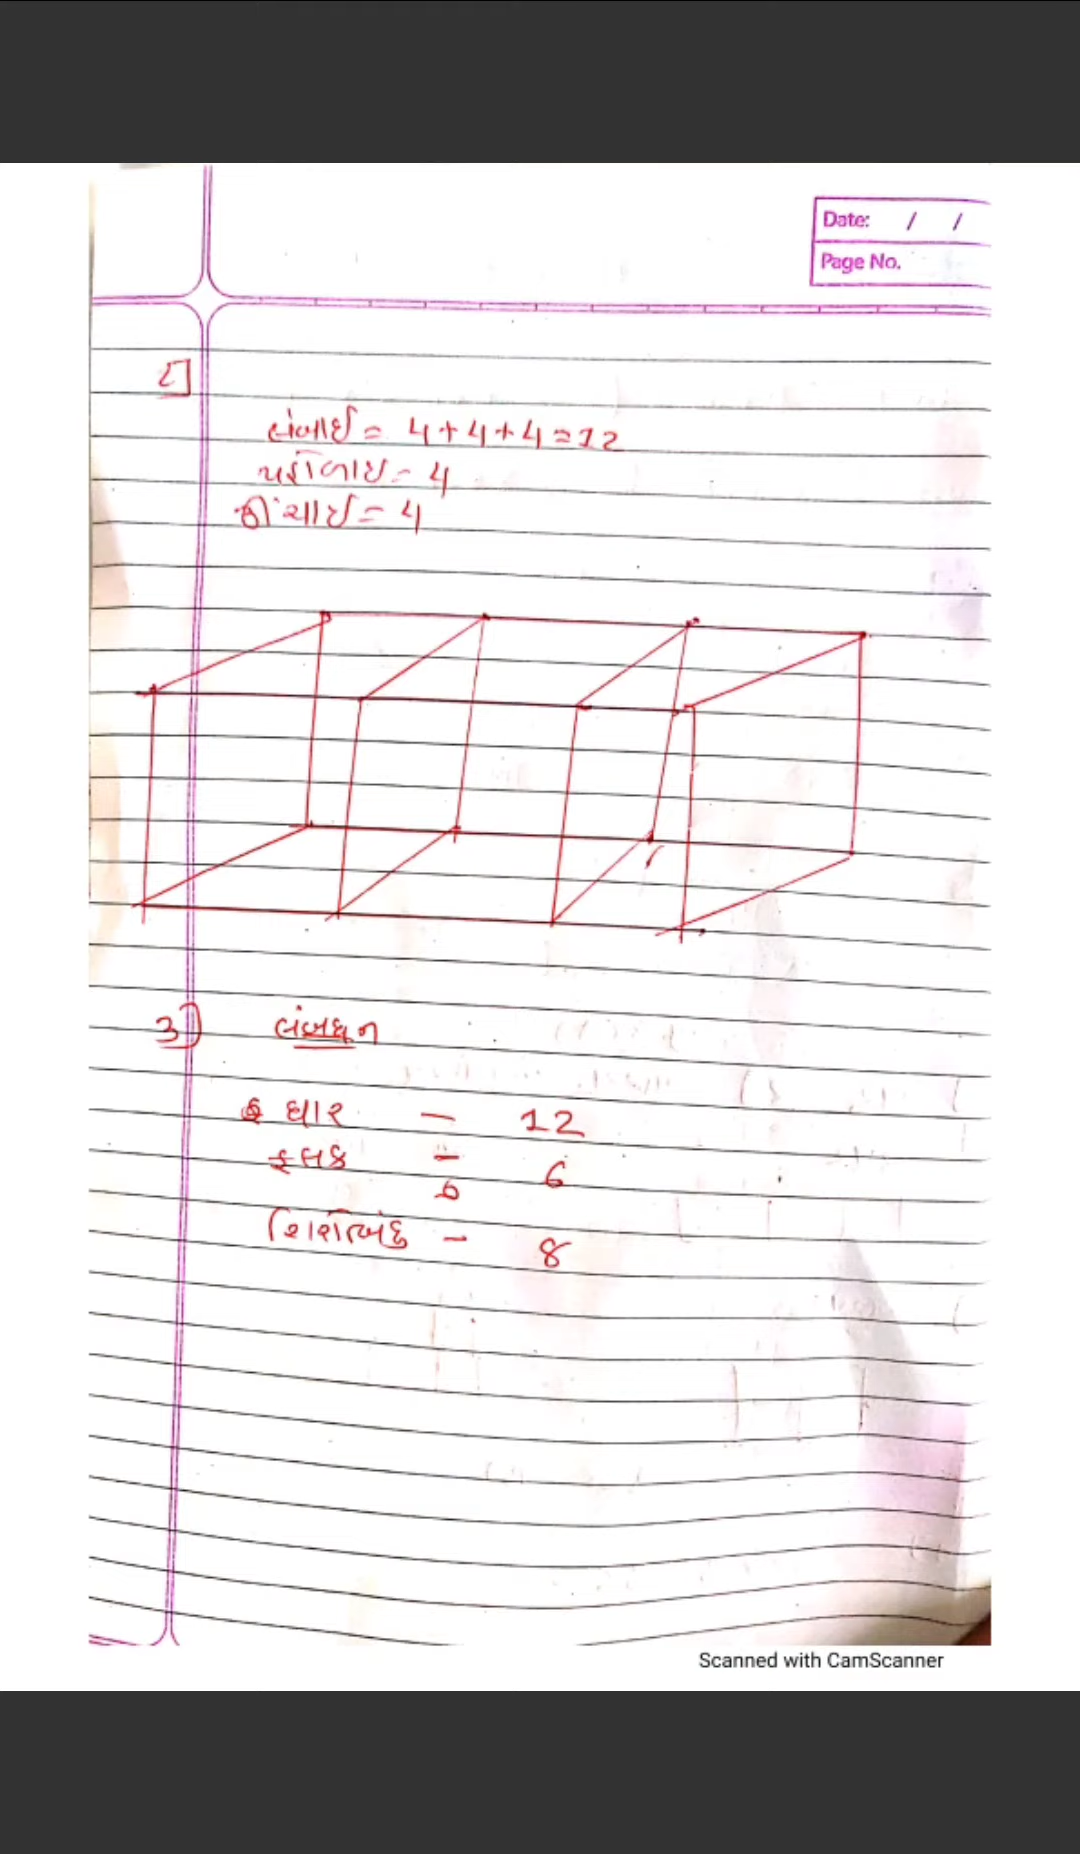 Date: / /
Page No.
2]
લંબાઈ = 4 + 4 + 4 = 12
પહોળાઈ - 4
ઊંચાઈ = 4
3) લંબઘન
ધાર - 12
ફલક - 6
6
શિરોબિંદુ - 8
Scanned with CamScanner